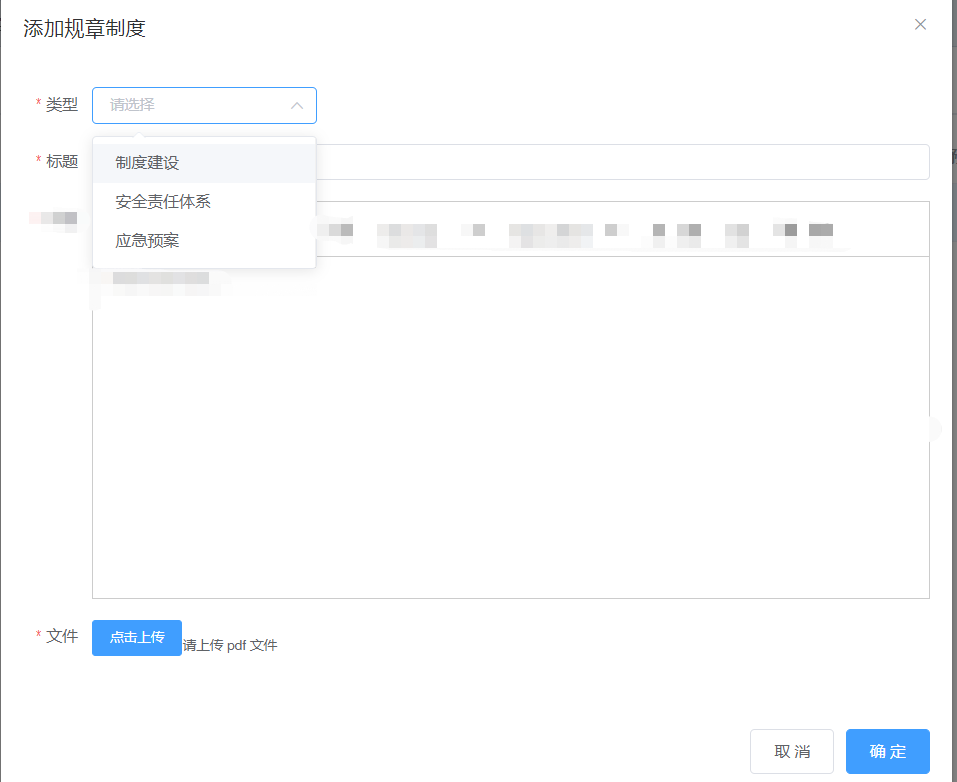 添加规章制度
* 类型
请选择
制度建设
* 标题
安全责任体系
应急预案
* 文件
点击上传
请上传 pdf 文件
取 消
确 定